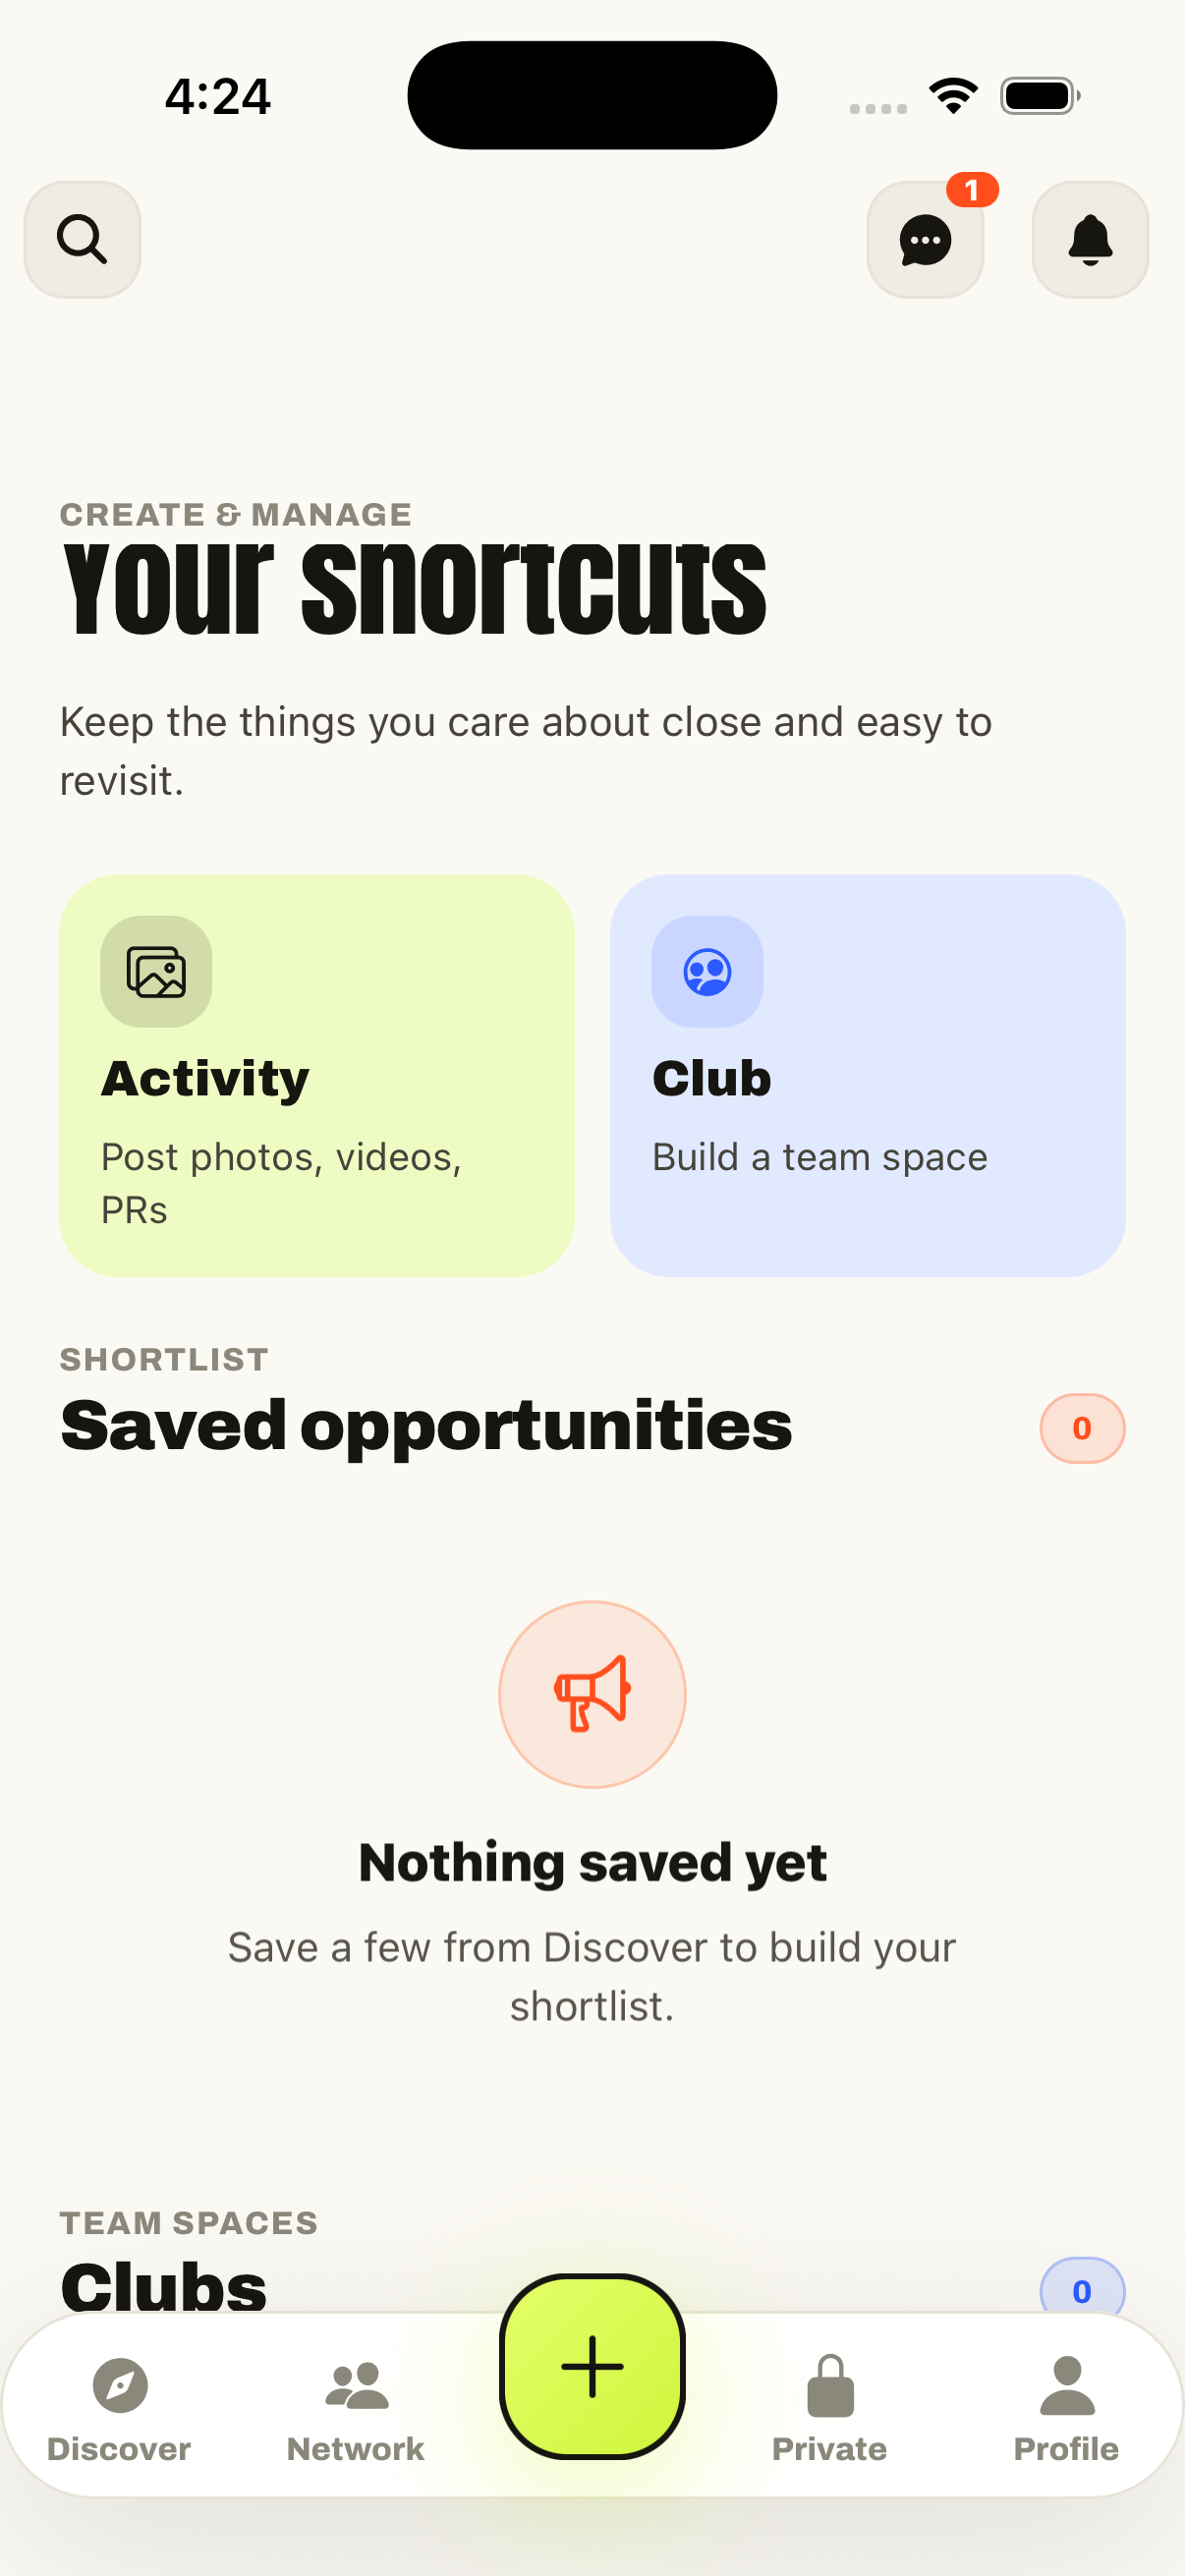 4:24
1
CREATE & MANAGE
Your shortcuts
Keep the things you care about close and easy to
revisit.
Activity
Post photos, videos,
PRs
Club
Build a team space
SHORTLIST
Saved opportunities
0
Nothing saved yet
Save a few from Discover to build your
shortlist.
TEAM SPACES
Clubs
0
Discover
Network
Private
Profile